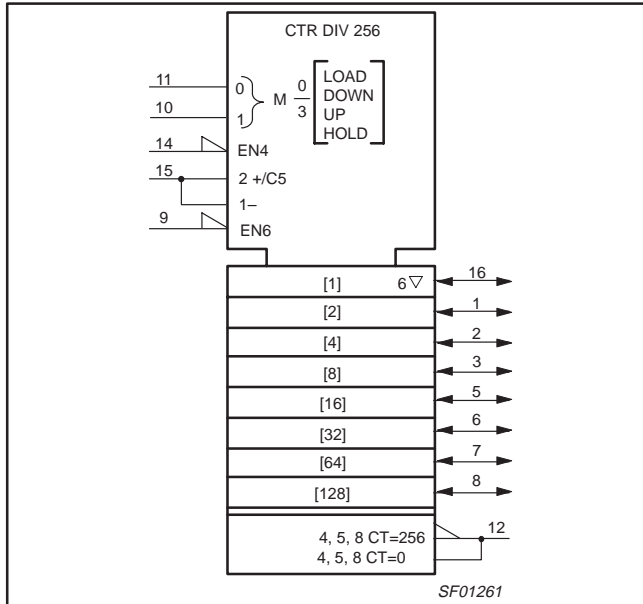 CTR DIV 256
11
0
10
1
M
0
3
LOAD
DOWN
UP
HOLD
14
EN4
15
2 +/C5
1–
9
EN6
[1]
6
16
[2]
1
[4]
2
[8]
3
[16]
5
[32]
6
[64]
7
[128]
8
4, 5, 8 CT=256
12
4, 5, 8 CT=0
SF01261